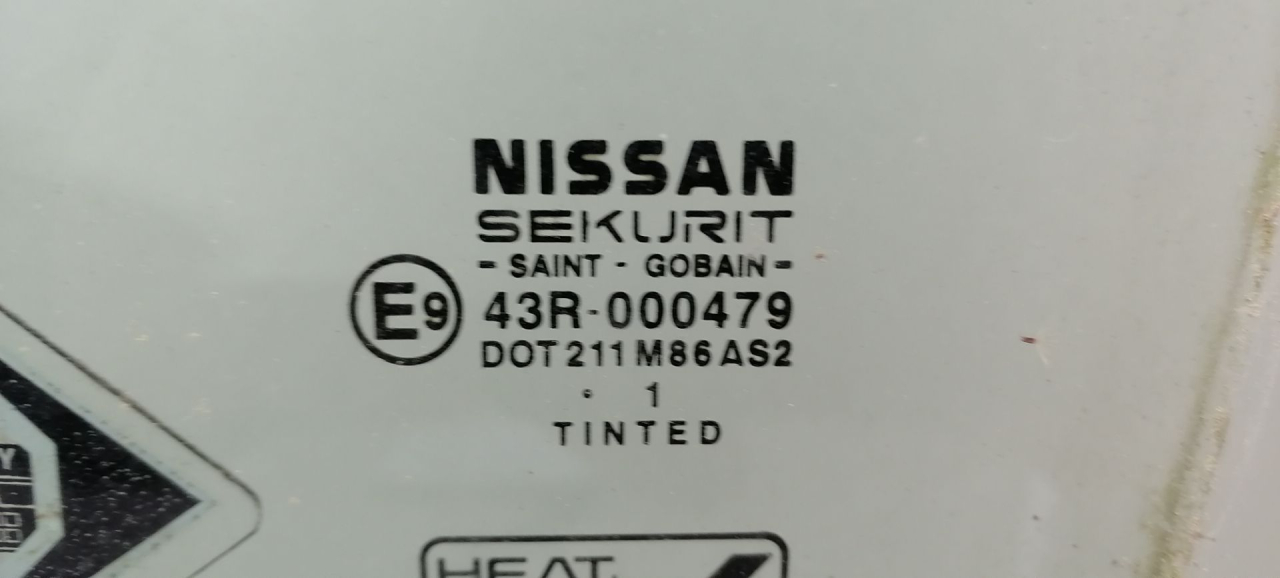 NISSAN
SEKURIT
- SAINT - GOBAIN -
E9 43R-000479
DOT 211 M86 AS2
. 1
TINTED
HEAT